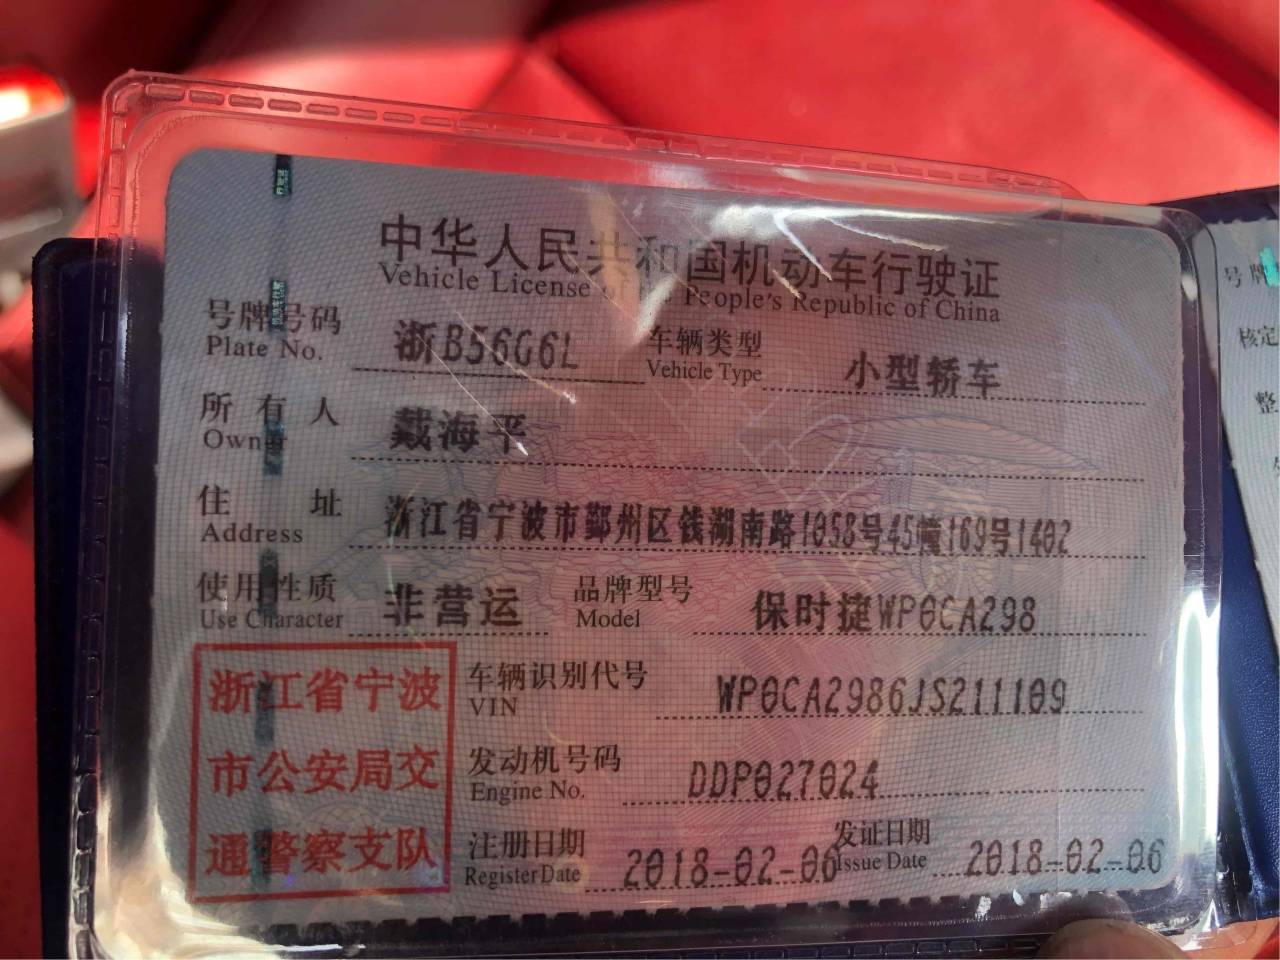 中华人民共和国机动车行驶证
Vehicle License of the People's Republic of China
号牌号码 浙B56G6L 车辆类型 小型轿车
Plate No. Vehicle Type
所有人 戴海平
Owner
住址 浙江省宁波市鄞州区钱湖南路1058号45幢169号1402
Address
使用性质 非营运 品牌型号 保时捷WP0CA298
Use Character Model
浙江省宁波
市公安局交
通警察支队
车辆识别代号 WP0CA2986JS211109
VIN
发动机号码 DDP027024
Engine No.
注册日期 2018-02-06 发证日期 2018-02-06
Register Date Issue Date
号牌
核定
整